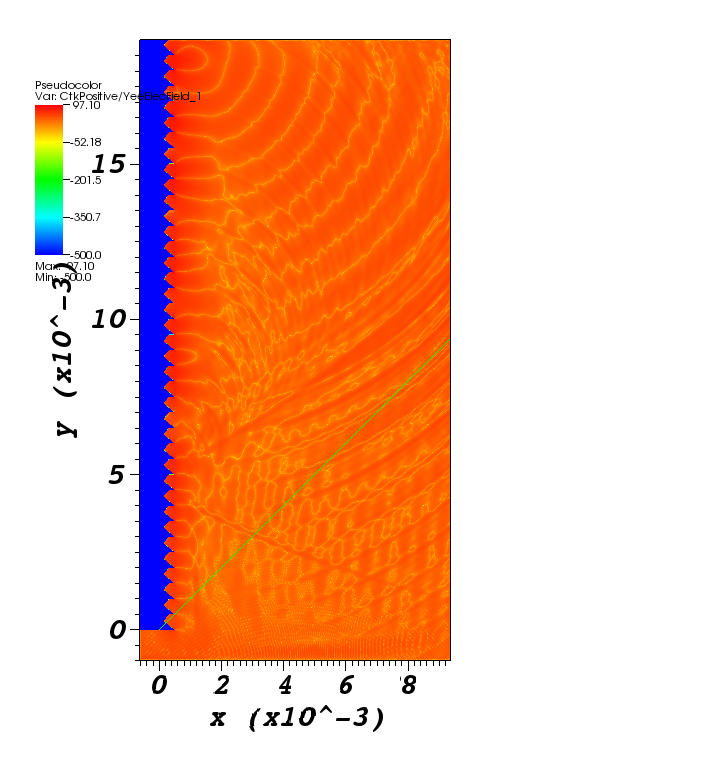 Pseudocolor
Var: CtkPositive/YeeElecField_1
97.10
-52.18
-201.5
-350.7
-500.0
Max: 97.10
Min: -500.0
15
10
5
0
y (x10^-3)
0 2 4 6 8
x (x10^-3)